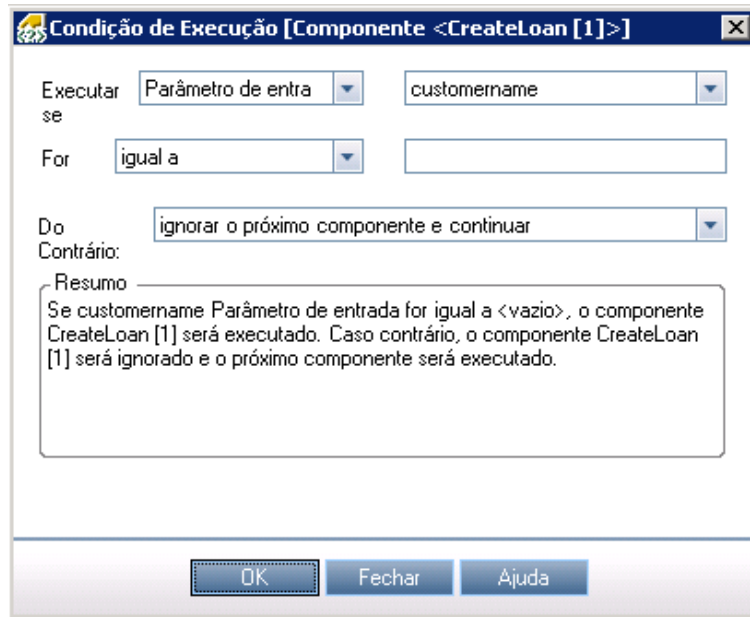 Condição de Execução [Componente <CreateLoan [1]>]
Executar se
Parâmetro de entra
customername
For
igual a
Do Contrário:
ignorar o próximo componente e continuar
Resumo
Se customername Parâmetro de entrada for igual a <vazio>, o componente
CreateLoan [1] será executado. Caso contrário, o componente CreateLoan
[1] será ignorado e o próximo componente será executado.
OK
Fechar
Ajuda